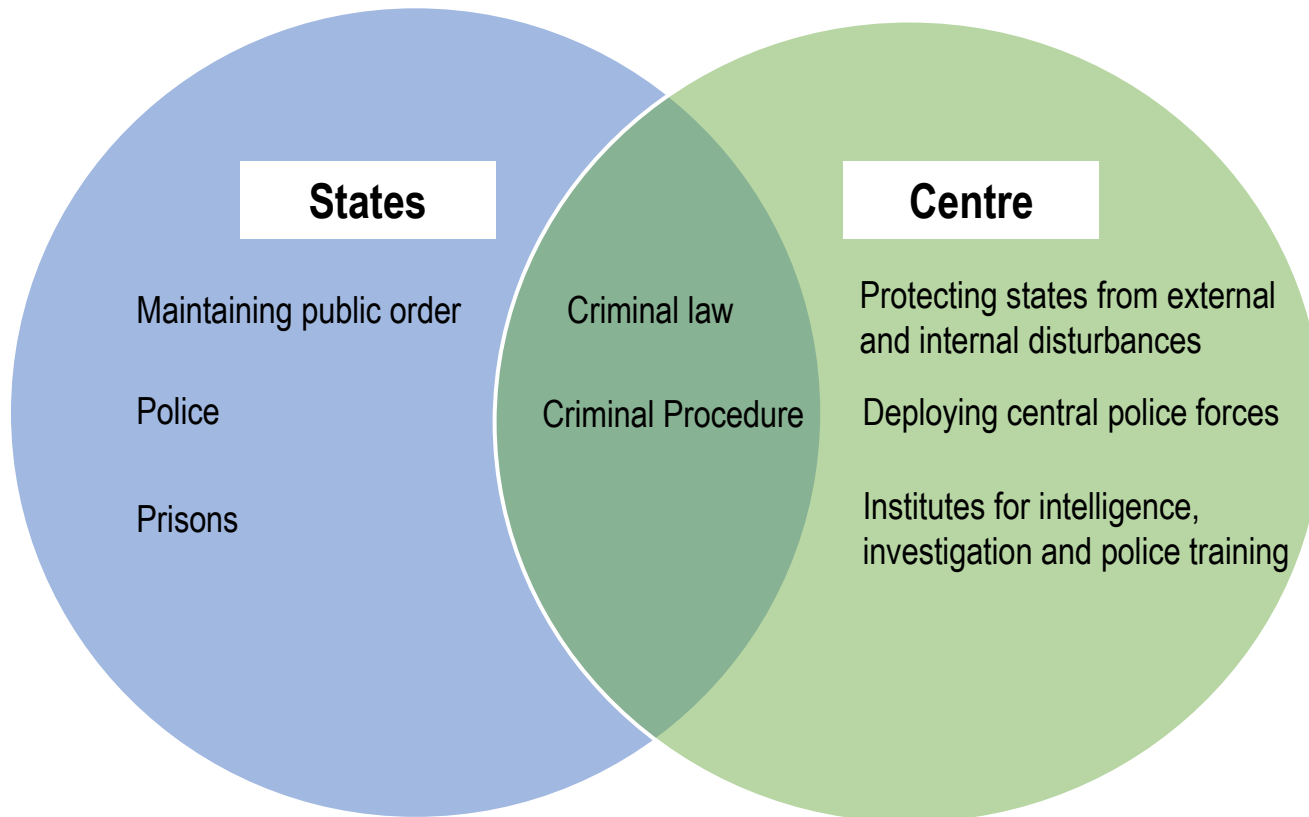 States
Maintaining public order
Police
Prisons
Criminal law
Criminal Procedure
Centre
Protecting states from external
and internal disturbances
Deploying central police forces
Institutes for intelligence,
investigation and police training